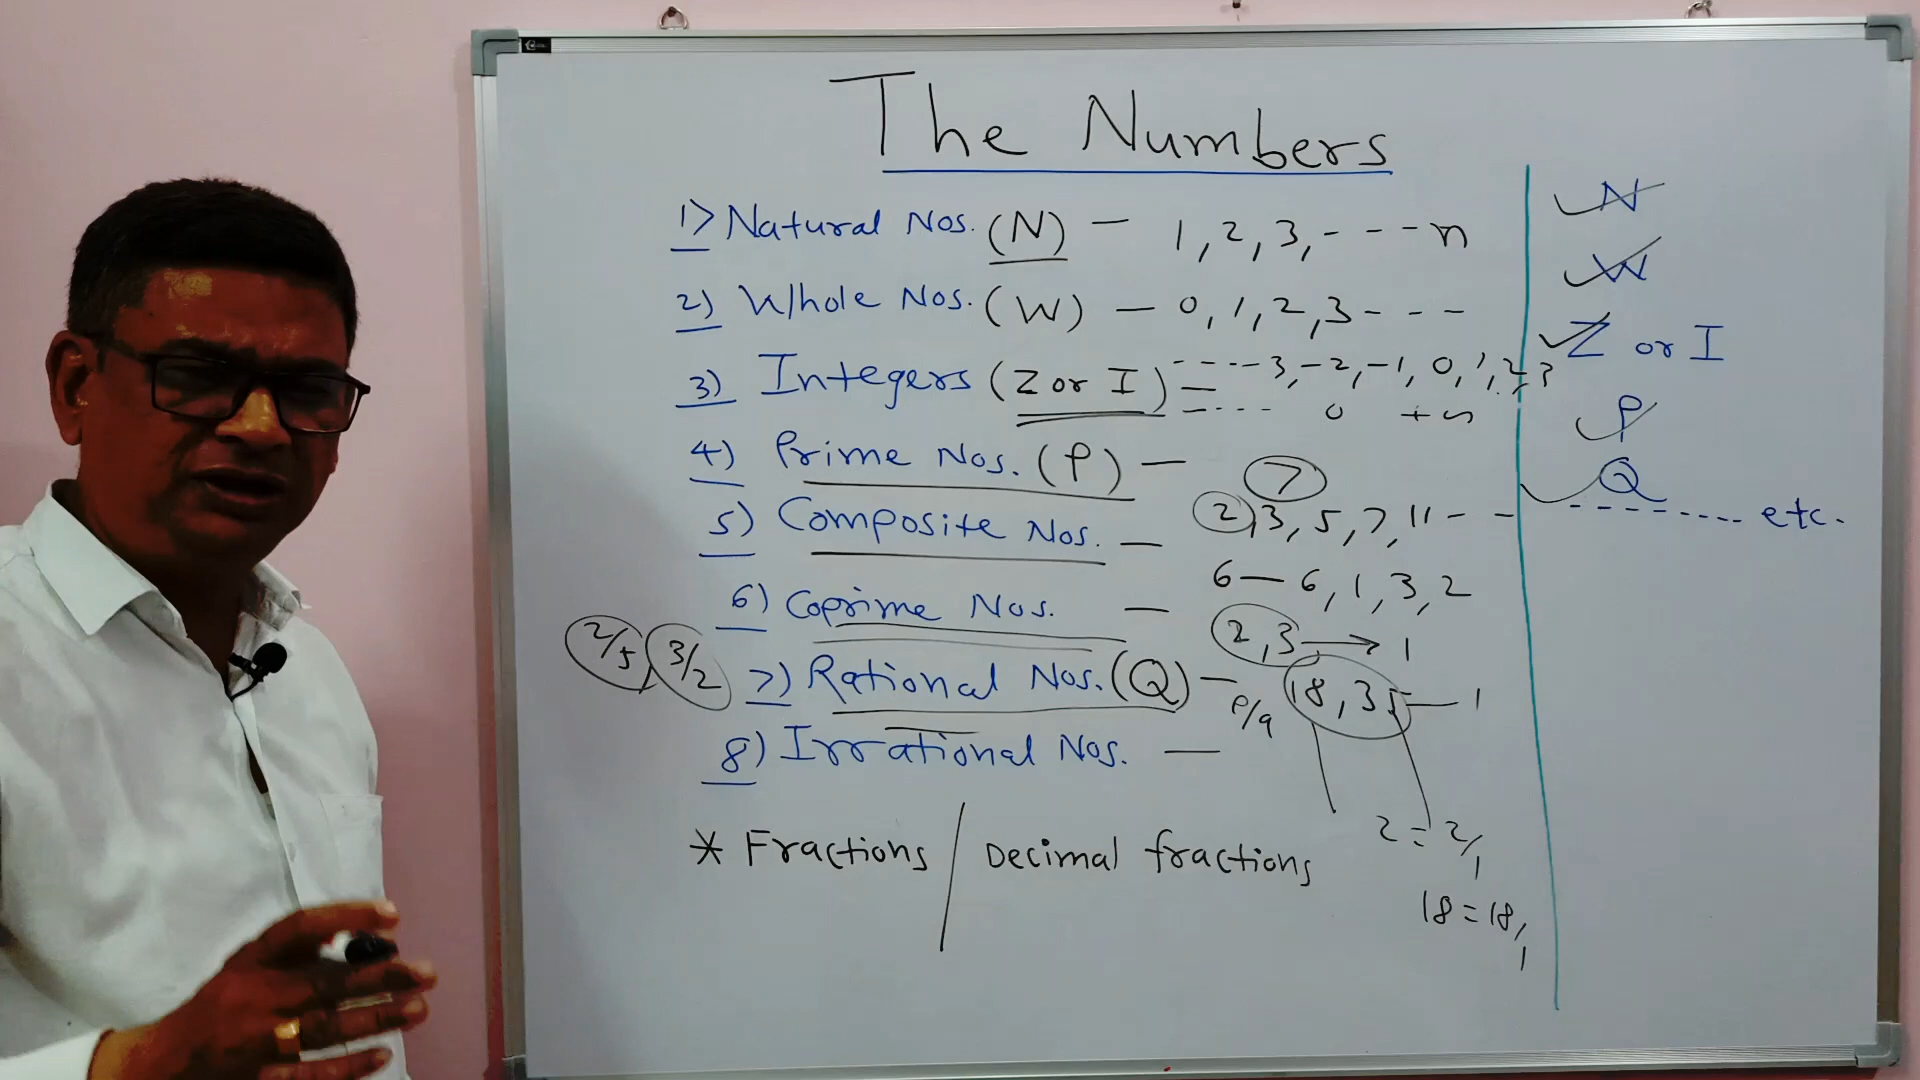 The Numbers
1) Natural Nos. (N) — 1, 2, 3, - - - - n
2) Whole Nos. (W) — 0, 1, 2, 3 - - -
3) Integers (Z or I) = - - - - -3, -2, -1, 0, 1, 2, 3
- - - - 0 + ∽
4) Prime Nos. (P) —
7
2, 3, 5, 7, 11 - -
5) Composite Nos. —
6 — 6, 1, 3, 2
6) Coprime Nos. —
2, 3 → 1
2/5, 3/2
7) Rational Nos. (Q) — P/q
18, 35 — 1
8) Irrational Nos. —
2 = 2/1
18 = 18/1
* Fractions / Decimal fractions
N
W
Z or I
P
Q
- - - - - - - - etc.